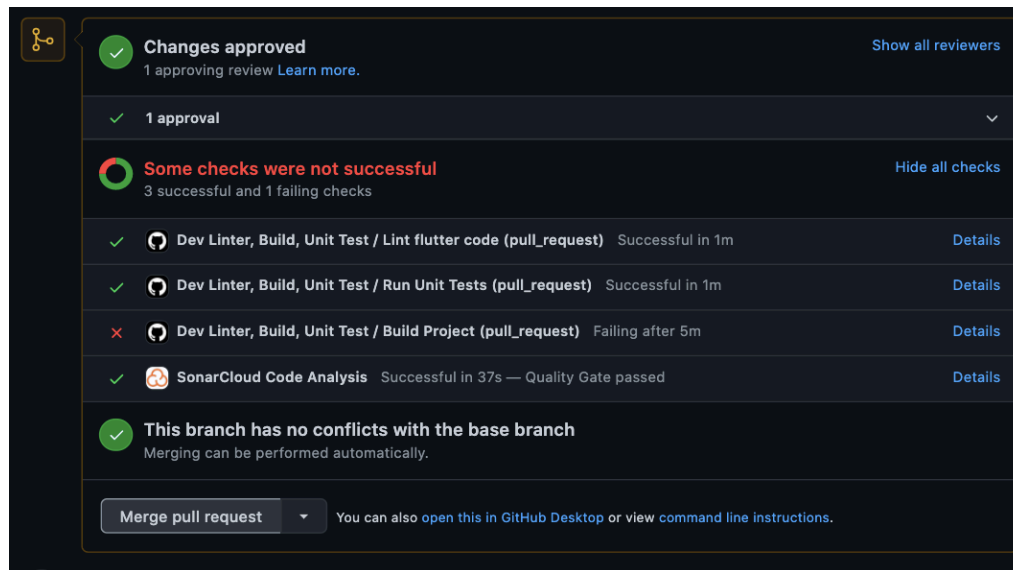 Changes approved
Show all reviewers
1 approving review Learn more.
1 approval
Some checks were not successful
Hide all checks
3 successful and 1 failing checks
Dev Linter, Build, Unit Test / Lint flutter code (pull_request) Successful in 1m Details
Dev Linter, Build, Unit Test / Run Unit Tests (pull_request) Successful in 1m Details
Dev Linter, Build, Unit Test / Build Project (pull_request) Failing after 5m Details
SonarCloud Code Analysis Successful in 37s — Quality Gate passed Details
This branch has no conflicts with the base branch
Merging can be performed automatically.
Merge pull request You can also open this in GitHub Desktop or view command line instructions.